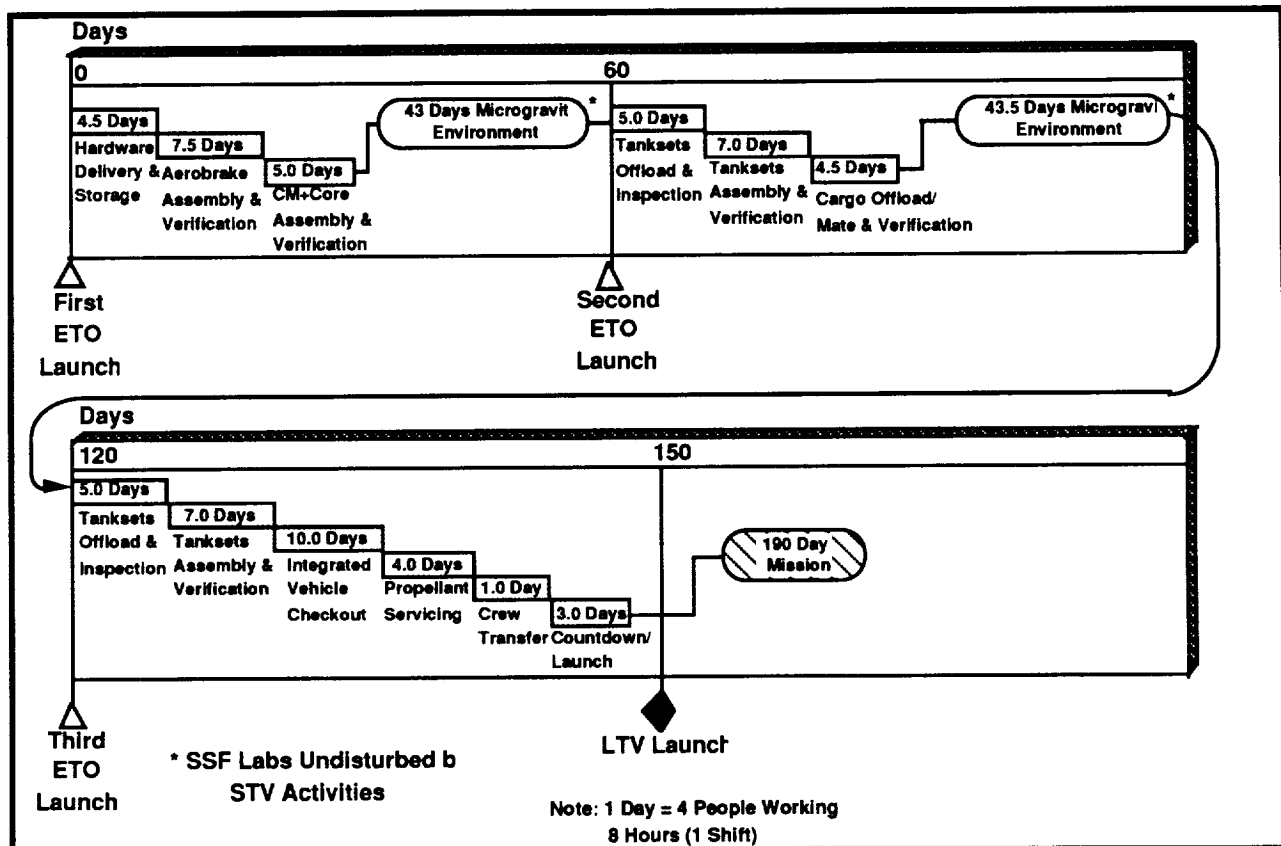 Days
0
60
4.5 Days
Hardware
Delivery &
Storage
7.5 Days
Aerobrake
Assembly &
Verification
5.0 Days
CM+Core
Assembly &
Verification
43 Days Microgravit
Environment
*
5.0 Days
Tanksets
Offload &
Inspection
7.0 Days
Tanksets
Assembly &
Verification
4.5 Days
Cargo Offload/
Mate & Verification
43.5 Days Microgravi
Environment
*
First
ETO
Launch
Second
ETO
Launch
Days
120
150
5.0 Days
Tanksets
Offload &
Inspection
7.0 Days
Tanksets
Assembly &
Verification
10.0 Days
Integrated
Vehicle
Checkout
4.0 Days
Propellant
Servicing
1.0 Day
Crew
Transfer
3.0 Days
Countdown/
Launch
190 Day
Mission
Third
ETO
Launch
* SSF Labs Undisturbed b
STV Activities
LTV Launch
Note: 1 Day = 4 People Working
8 Hours (1 Shift)